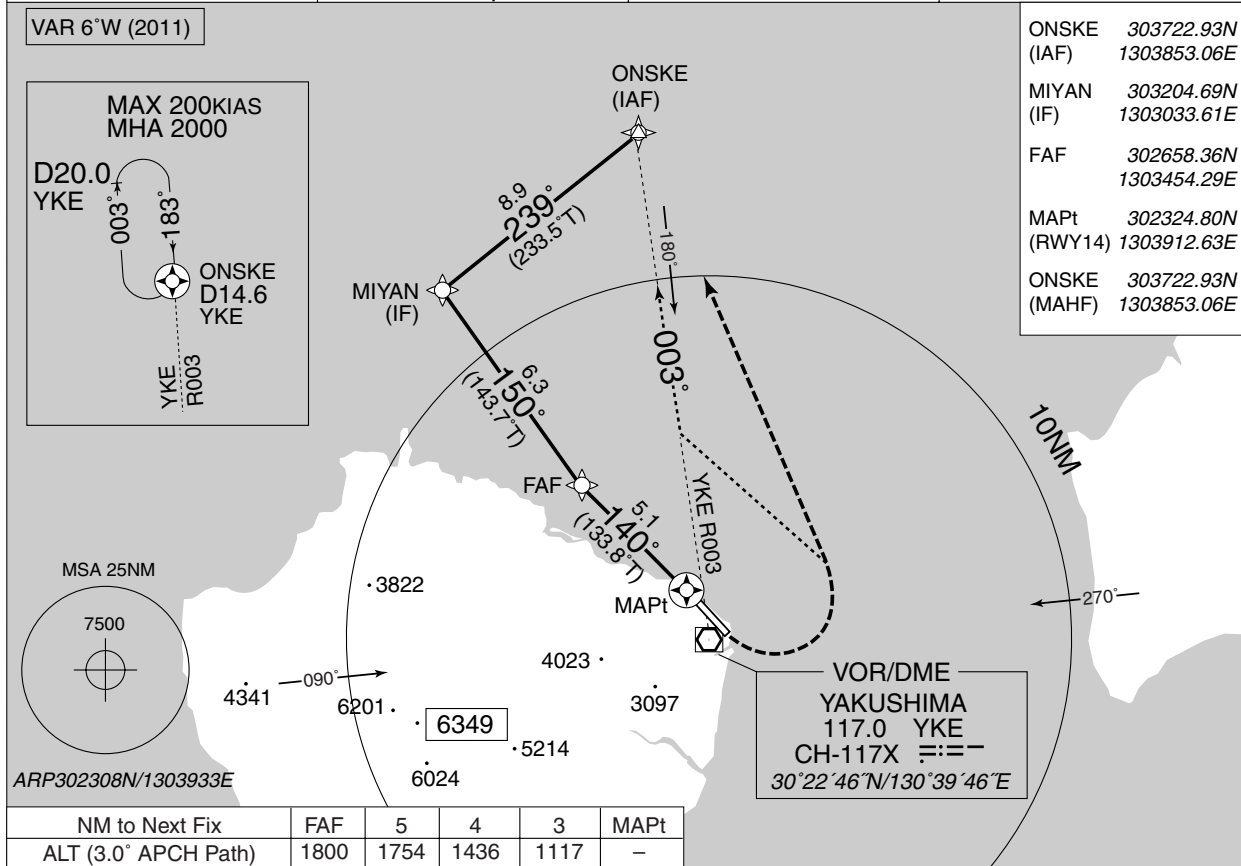 VAR 6°W (2011)
MAX 200KIAS
MHA 2000
D20.0
YKE
003°
183°
ONSKE
D14.6
YKE
YKE
R003
ONSKE
(IAF)
8.9
239°
(233.5°T)
MIYAN
(IF)
6.3
150°
(143.7°T)
FAF
5.1
140°
(133.8°T)
MAPt
180°
003°
YKE R003
10NM
270°
090°
ONSKE 303722.93N
(IAF) 1303853.06E
MIYAN 303204.69N
(IF) 1303033.61E
FAF 302658.36N
1303454.29E
MAPt 302324.80N
(RWY14) 1303912.63E
ONSKE 303722.93N
(MAHF) 1303853.06E
MSA 25NM
7500
3822
4023
4341
6201
6349
3097
5214
6024
VOR/DME
YAKUSHIMA
117.0 YKE
CH-117X
30°22´46˝N/130°39´46˝E
ARP302308N/1303933E
NM to Next Fix FAF 5 4 3 MAPt
ALT (3.0° APCH Path) 1800 1754 1436 1117 –